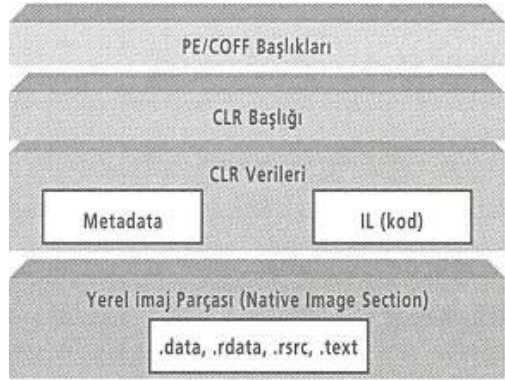 PE/COFF Başlıkları
CLR Başlığı
CLR Verileri
Metadata
IL (kod)
Yerel imaj Parçası (Native Image Section)
.data, .rdata, .rsrc, .text